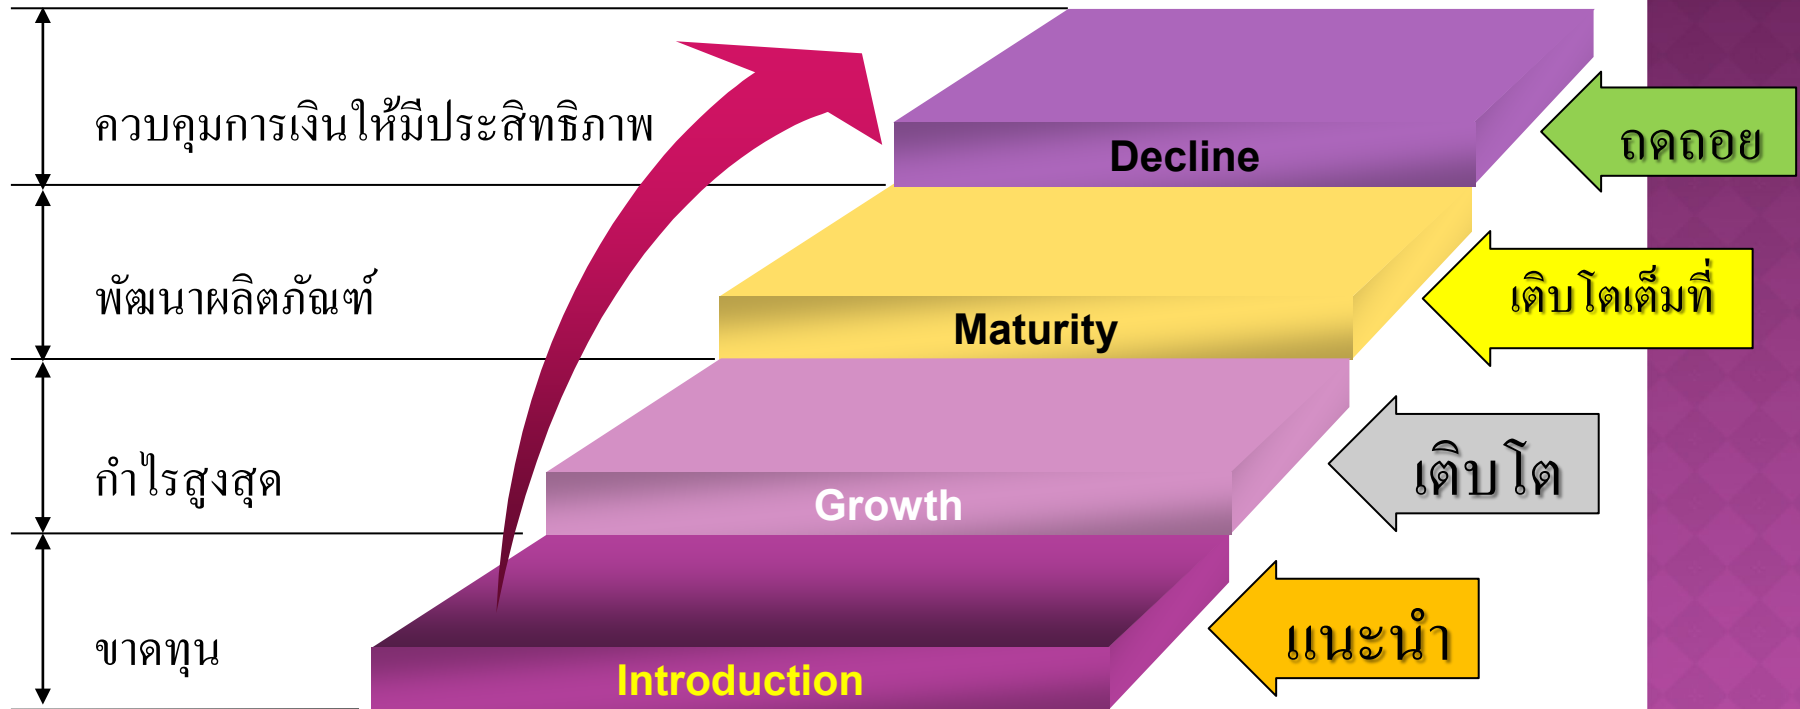 ควบคุมการเงินให้มีประสิทธิภาพ
Decline
ถดถอย
พัฒนาผลิตภัณฑ์
Maturity
เติบโตเต็มที่
กำไรสูงสุด
Growth
เติบโต
ขาดทุน
Introduction
แนะนำ